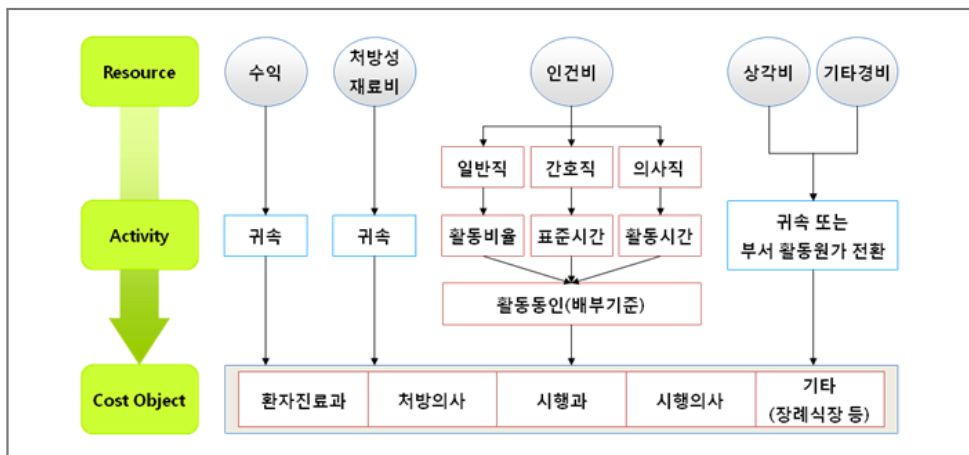 Resource
수익
처방성
재료비
인건비
상각비
기타경비
일반직
간호직
의사직
Activity
귀속
귀속
활동비율
표준시간
활동시간
귀속 또는
부서 활동원가 전환
활동동인(배부기준)
Cost Object
환자진료과
처방의사
시행과
시행의사
기타
(장례식장 등)